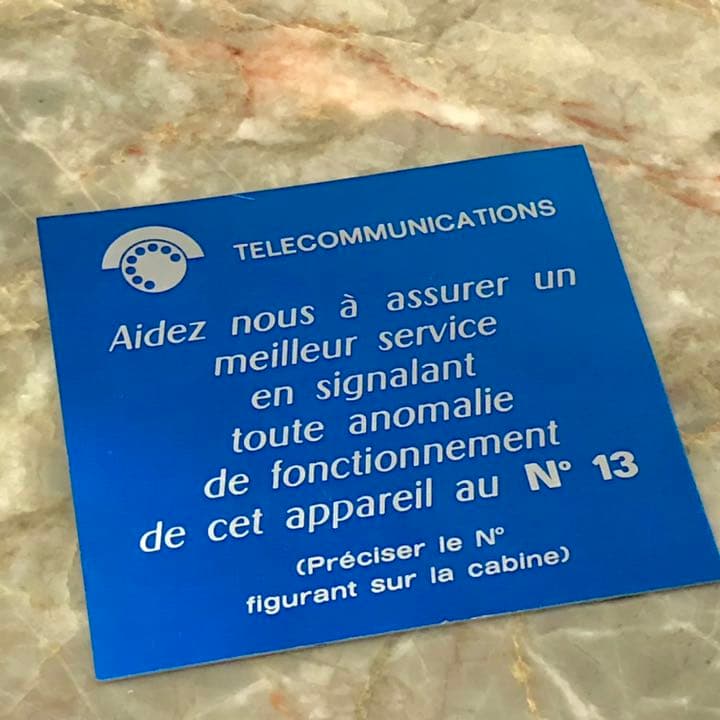 TELECOMMUNICATIONS
Aidez nous à assurer un
meilleur service
en signalant
toute anomalie
de fonctionnement
de cet appareil au N° 13
(Préciser le N°
figurant sur la cabine)